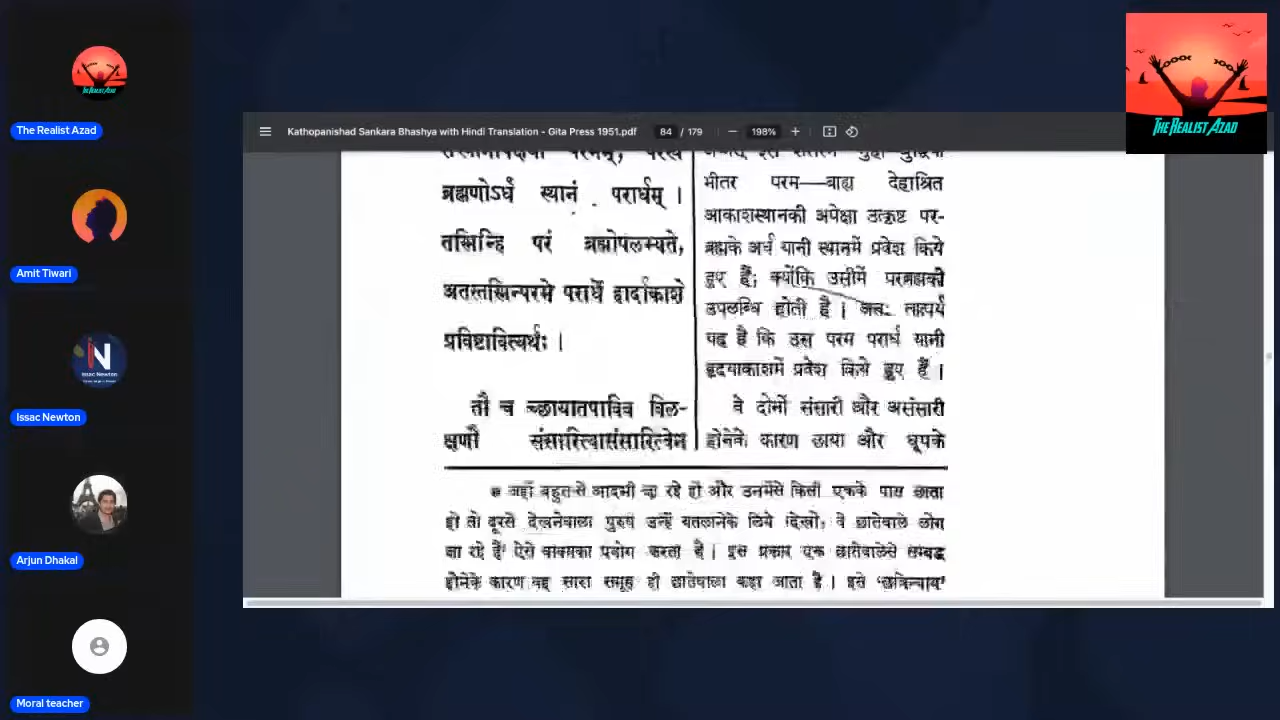 The Realist Azad
Amit Tiwari
Issac Newton
Issac Newton
Arjun Dhakal
Moral teacher
THE REALIST AZAD
Kathopanishad Sankara Bhashya with Hindi Translation - Gita Press 1951.pdf 84 / 179 198%
ब्रह्मणोऽर्धं स्थानं परार्धम् ।
तस्मिन्हि परं ब्रह्मोपलभ्यते,
अतस्तस्मिन्परमे परार्धे हार्दाकाशे
प्रविष्टावित्यर्थः ।
तौ च च्छायातपाविव विल-
क्षणौ संसारित्वासंसारित्वेन
भीतर परम—बाह्य देहाश्रित
आकाशस्थानकी अपेक्षा उत्कृष्ट पर-
ब्रह्मके अर्ध यानी स्थानमें प्रवेश किये
हुए हैं; क्योंकि उसीमें परब्रह्मकी
उपलब्धि होती है । अतः तात्पर्य
यह है कि उस परम परार्ध यानी
हृदयाकाशमें प्रवेश किये हुए हैं ।
वे दोनों संसारी और असंसारी
होनेके कारण छाया और धूपके
* जहाँ बहुत-से आदमी जा रहे हों और उनमेंसे किसी एकके पास छाता
हो तो दूरसे देखनेवाला पुरुष उन्हें बतलानेके लिये 'देखो, वे छातेवाले लोग
जा रहे हैं' ऐसे वाक्यका प्रयोग करता है । इस प्रकार एक छातेवालेसे सम्बद्ध
होनेके कारण वह सारा समूह ही छातेवाला कहा जाता है । इसे 'छत्रिन्याय'